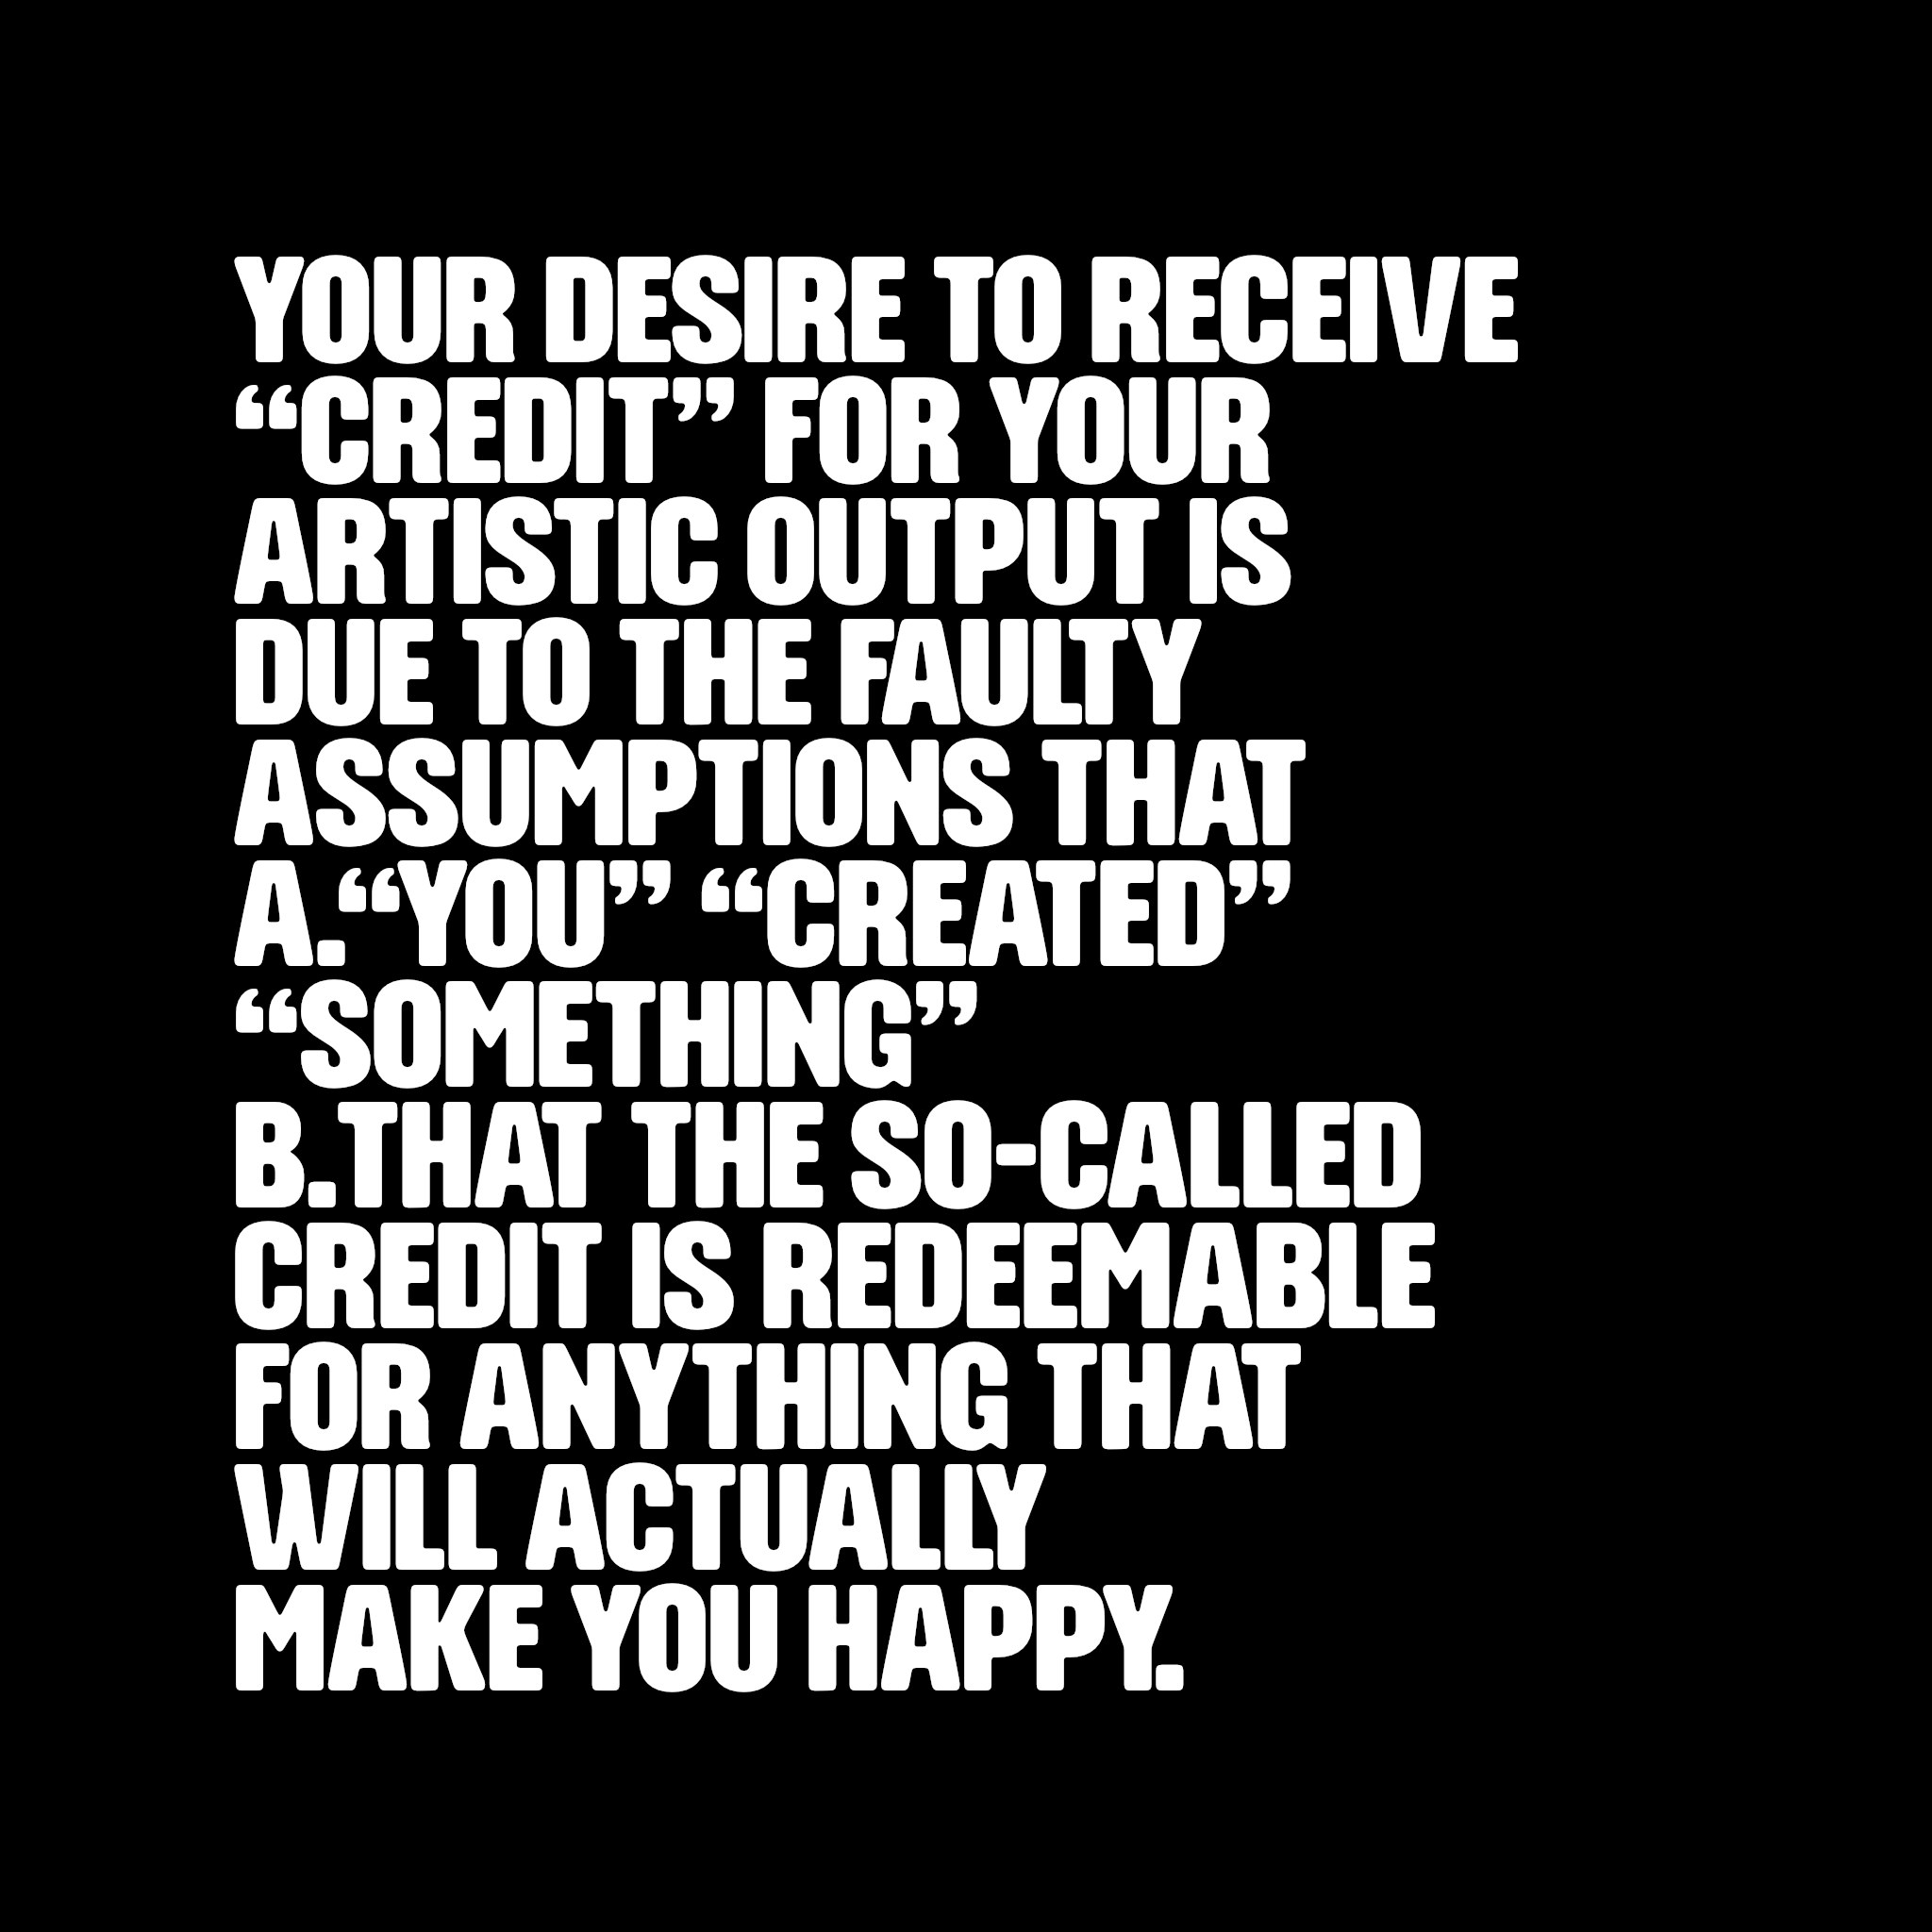 YOUR DESIRE TO RECEIVE
“CREDIT” FOR YOUR
ARTISTIC OUTPUT IS
DUE TO THE FAULTY
ASSUMPTIONS THAT
A.“YOU” “CREATED”
“SOMETHING”
B.THAT THE SO-CALLED
CREDIT IS REDEEMABLE
FOR ANYTHING THAT
WILL ACTUALLY
MAKE YOU HAPPY.